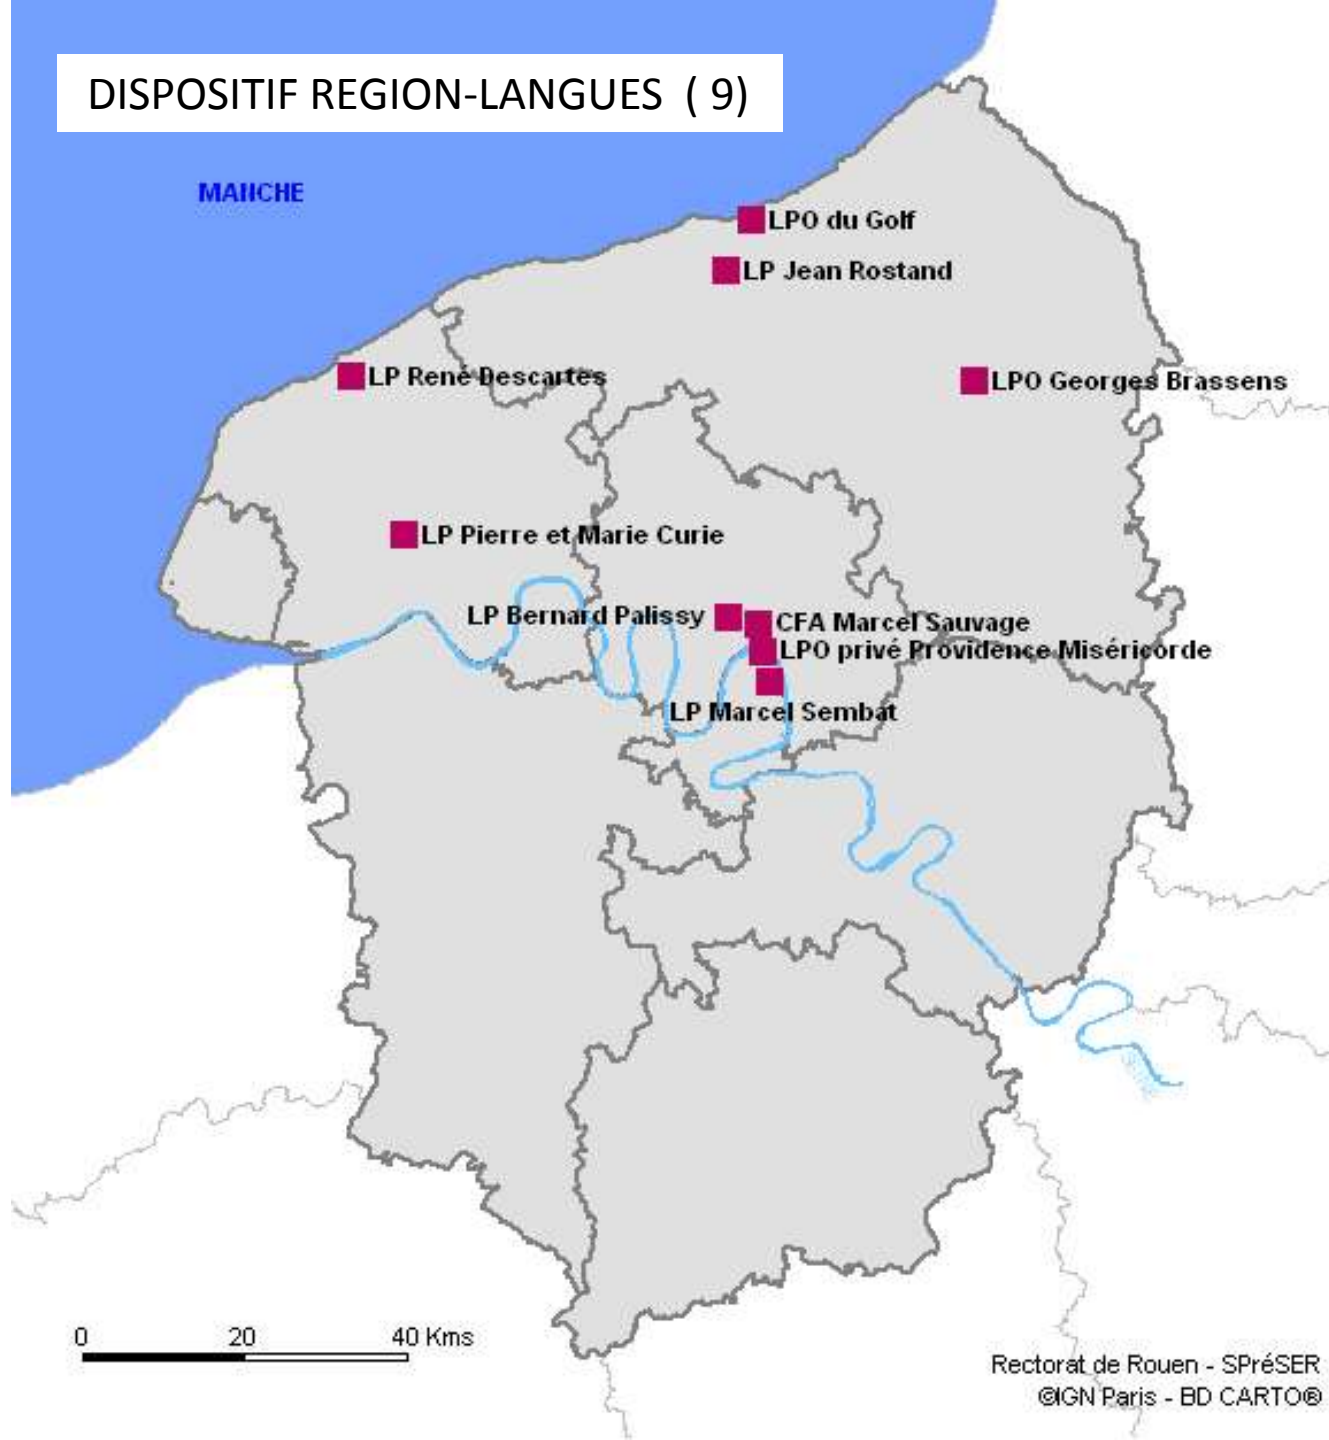 DISPOSITIF REGION-LANGUES ( 9)
MANCHE
LPO du Golf
LP Jean Rostand
LP René Descartes
LPO Georges Brassens
LP Pierre et Marie Curie
LP Bernard Palissy
CFA Marcel Sauvage
LPO privé Providence Miséricorde
LP Marcel Sembat
0 20 40 Kms
Rectorat de Rouen - SPréSER
©IGN Paris - BD CARTO®